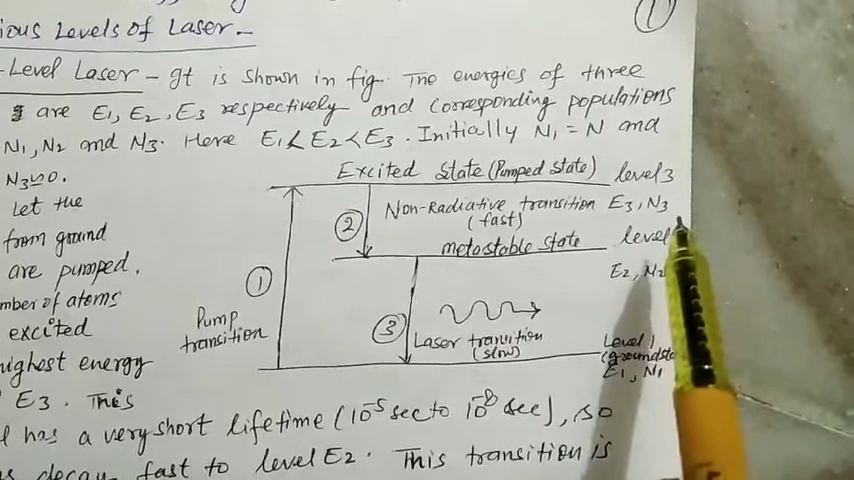 ①
ious Levels of Laser-
-Level Laser - It is shown in fig. The energies of three
are E1, E2, E3 respectively and corresponding populations
N1, N2 and N3. Here E1<E2<E3. Initially N1 = N and
N3≃0.
Excited State (Pumped State) level 3
Let the
② Non-Radiative transition E3, N3
(fast)
from ground
metastable state level
are pumped.
E2, N2
①
mber of atoms
excited
Pump
transition
③ Laser transition
(slow)
Level 1
(groundsta
E1, N1
highest energy
E3. This
l has a very short lifetime (10-5 sec to 10-8 sec), so
s decay fast to level E2. This transition is